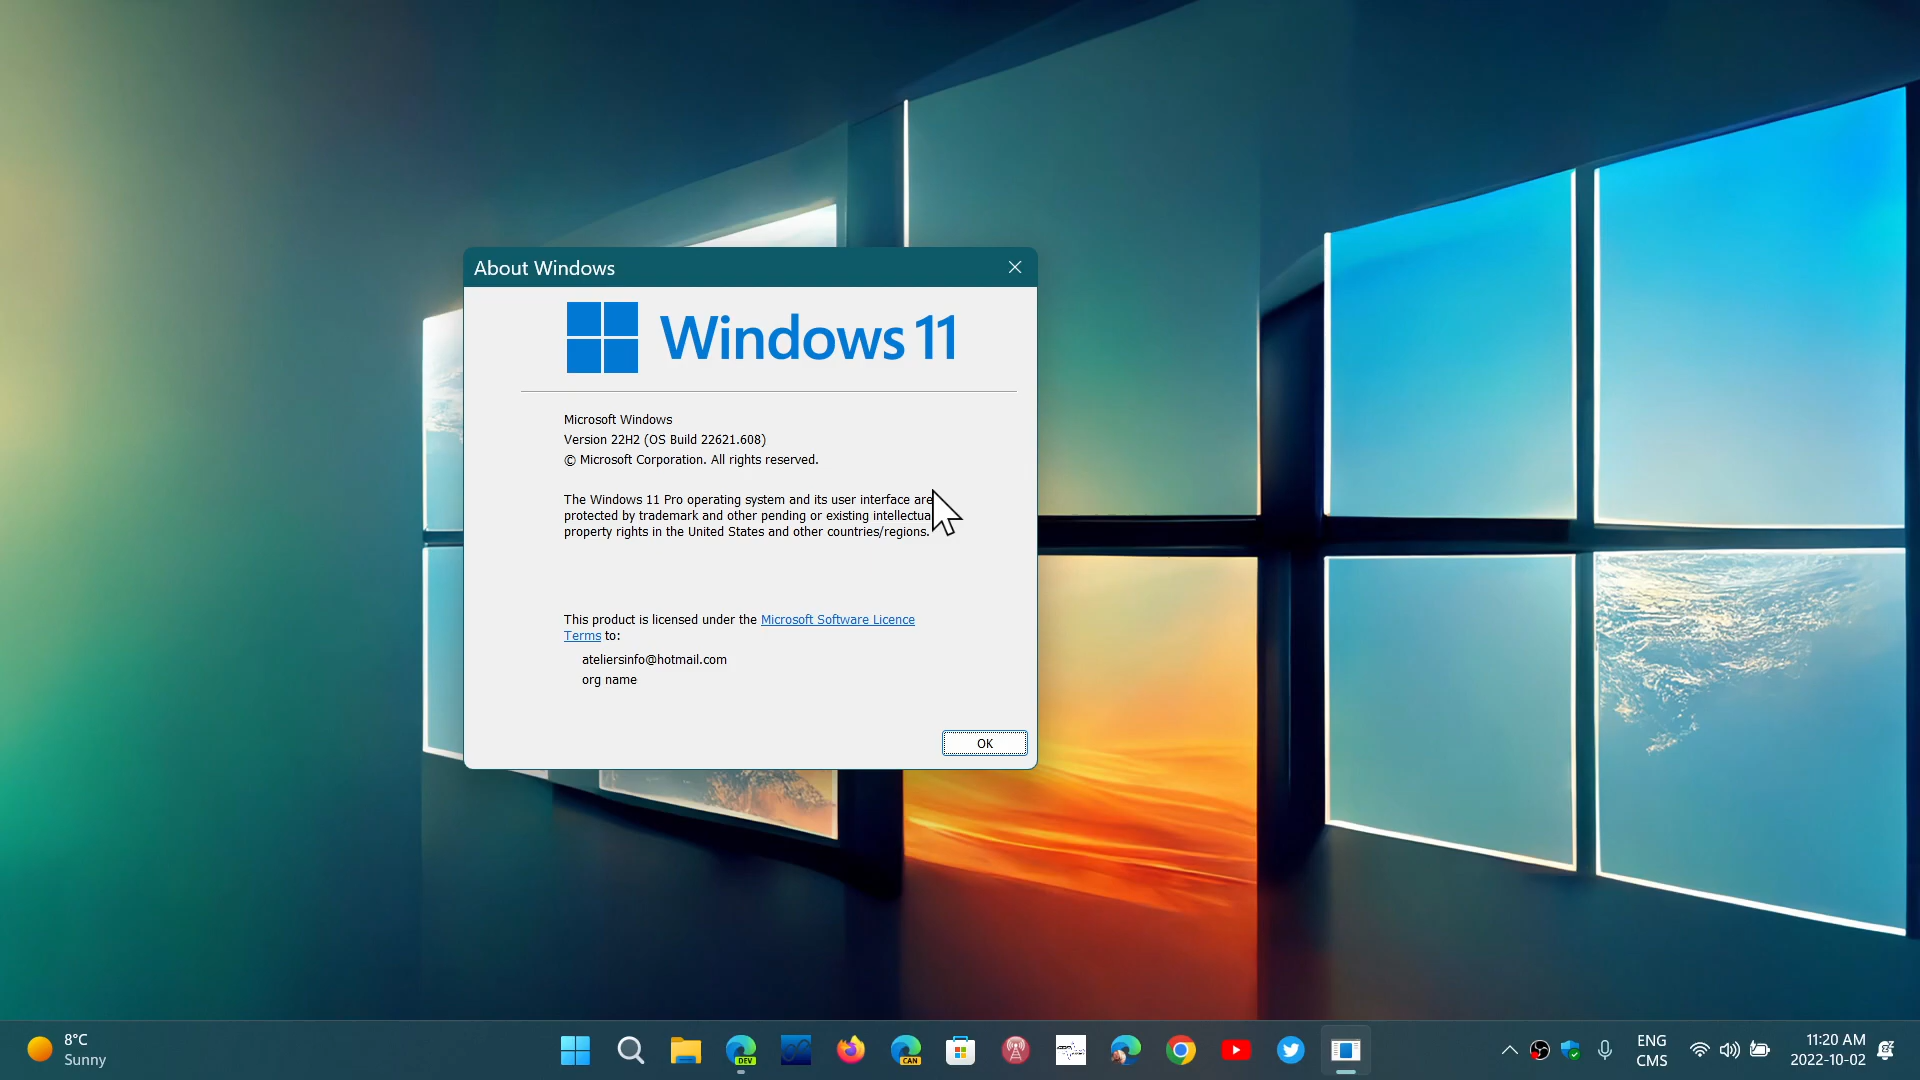 About Windows
Windows 11
Microsoft Windows
Version 22H2 (OS Build 22621.608)
© Microsoft Corporation. All rights reserved.
The Windows 11 Pro operating system and its user interface are
protected by trademark and other pending or existing intellectua
property rights in the United States and other countries/regions.
This product is licensed under the Microsoft Software Licence
Terms to:
ateliersinfo@hotmail.com
org name
OK
8°C
Sunny
DEV
CAN
ENG
CMS
11:20 AM
2022-10-02